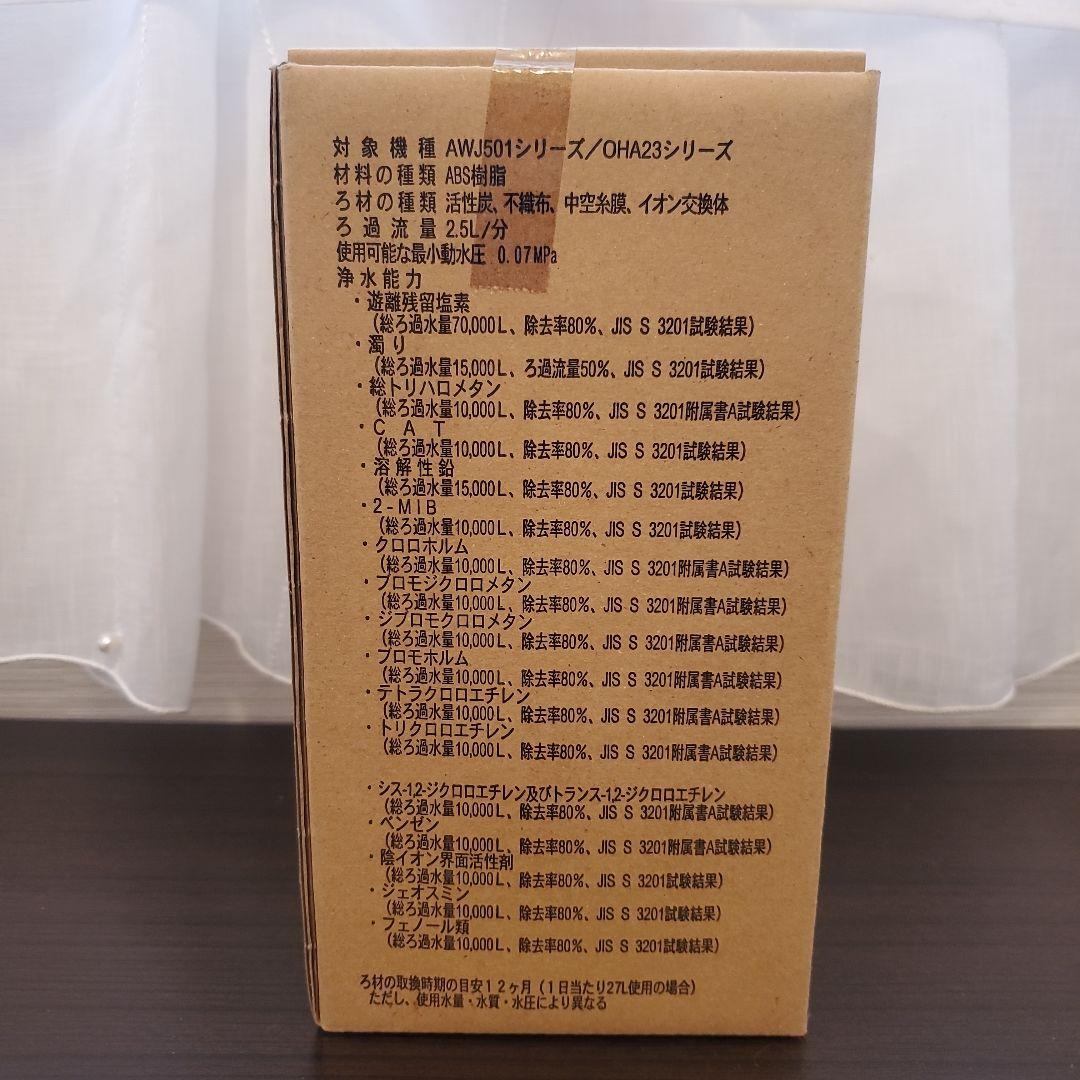 対象機種 AWJ501シリーズ/OHA23シリーズ
材料の種類 ABS樹脂
ろ材の種類 活性炭、不織布、中空糸膜、イオン交換体
ろ過流量 2.5L/分
使用可能な最小動水圧 0.07MPa
浄水能力
・遊離残留塩素
(総ろ過水量70,000L、除去率80%、JIS S 3201試験結果)
・濁り
(総ろ過水量15,000L、ろ過流量50%、JIS S 3201試験結果)
・総トリハロメタン
(総ろ過水量10,000L、除去率80%、JIS S 3201附属書A試験結果)
・CAT
(総ろ過水量10,000L、除去率80%、JIS S 3201試験結果)
・溶解性鉛
(総ろ過水量15,000L、除去率80%、JIS S 3201試験結果)
・2-MIB
(総ろ過水量10,000L、除去率80%、JIS S 3201試験結果)
・クロロホルム
(総ろ過水量10,000L、除去率80%、JIS S 3201附属書A試験結果)
・ブロモジクロロメタン
(総ろ過水量10,000L、除去率80%、JIS S 3201附属書A試験結果)
・ジブロモクロロメタン
(総ろ過水量10,000L、除去率80%、JIS S 3201附属書A試験結果)
・ブロモホルム
(総ろ過水量10,000L、除去率80%、JIS S 3201附属書A試験結果)
・テトラクロロエチレン
(総ろ過水量10,000L、除去率80%、JIS S 3201附属書A試験結果)
・トリクロロエチレン
(総ろ過水量10,000L、除去率80%、JIS S 3201附属書A試験結果)
・シス-1,2-ジクロロエチレン及びトランス-1,2-ジクロロエチレン
(総ろ過水量10,000L、除去率80%、JIS S 3201附属書A試験結果)
・ベンゼン
(総ろ過水量10,000L、除去率80%、JIS S 3201附属書A試験結果)
・陰イオン界面活性剤
(総ろ過水量10,000L、除去率80%、JIS S 3201試験結果)
・ジェオスミン
(総ろ過水量10,000L、除去率80%、JIS S 3201試験結果)
・フェノール類
(総ろ過水量10,000L、除去率80%、JIS S 3201試験結果)
ろ材の取換時期の目安12ヶ月(1日当たり27L使用の場合)
ただし、使用水量・水質・水圧により異なる